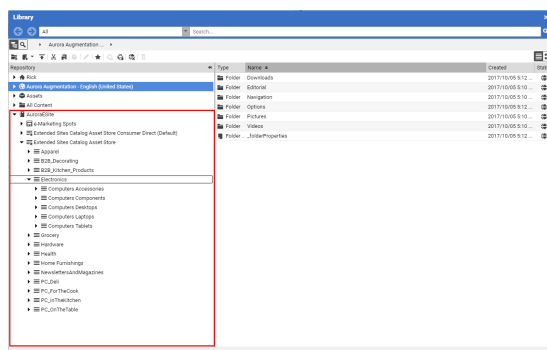 Library
All
Search...
Aurora Augmentation ...
Repository
Type Name Created Stat
Rick
Aurora Augmentation - English (United States)
Assets
All Content
AuroraESite
e-Marketing Spots
Extended Sites Catalog Asset Store Consumer Direct (Default)
Extended Sites Catalog Asset Store
Apparel
B2B_Decorating
B2B_Kitchen_Products
Electronics
Computers Accessories
Computers Components
Computers Desktops
Computers Laptops
Computers Tablets
Grocery
Hardware
Health
Home Furnishings
NewslettersAndMagazines
PC_Deli
PC_ForTheCook
PC_InTheKitchen
PC_OnTheTable
Folder Downloads 2017/10/05 5:12 ...
Folder Editorial 2017/10/05 5:10 ...
Folder Navigation 2017/10/05 5:10 ...
Folder Options 2017/10/05 5:12 ...
Folder Pictures 2017/10/05 5:10 ...
Folder Videos 2017/10/05 5:10 ...
Folder... _folderProperties 2017/10/05 5:12 ...